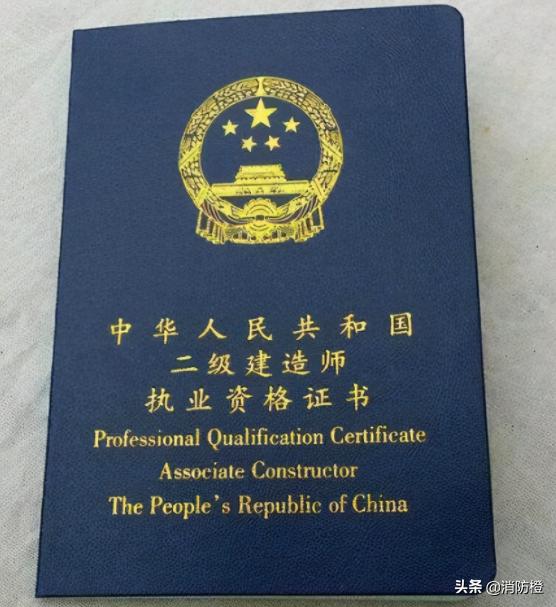 中华人民共和国
二级建造师
执业资格证书
Professional Qualification Certificate
Associate Constructor
The People's Republic of China
头条 @消防橙